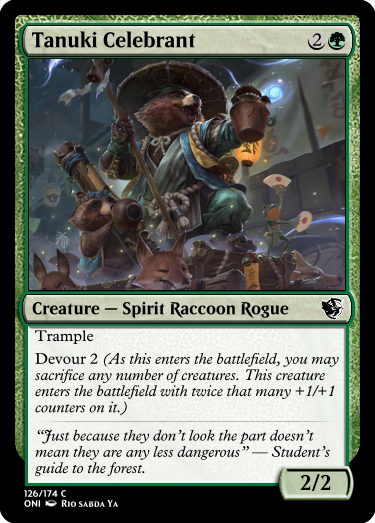 Tanuki Celebrant 2
Creature — Spirit Raccoon Rogue
Trample
Devour 2 (As this enters the battlefield, you may
sacrifice any number of creatures. This creature
enters the battlefield with twice that many +1/+1
counters on it.)
“Just because they don’t look the part doesn’t
mean they are any less dangerous” — Student’s
guide to the forest.
2/2
126/174 C
ONI Rio sabda Ya